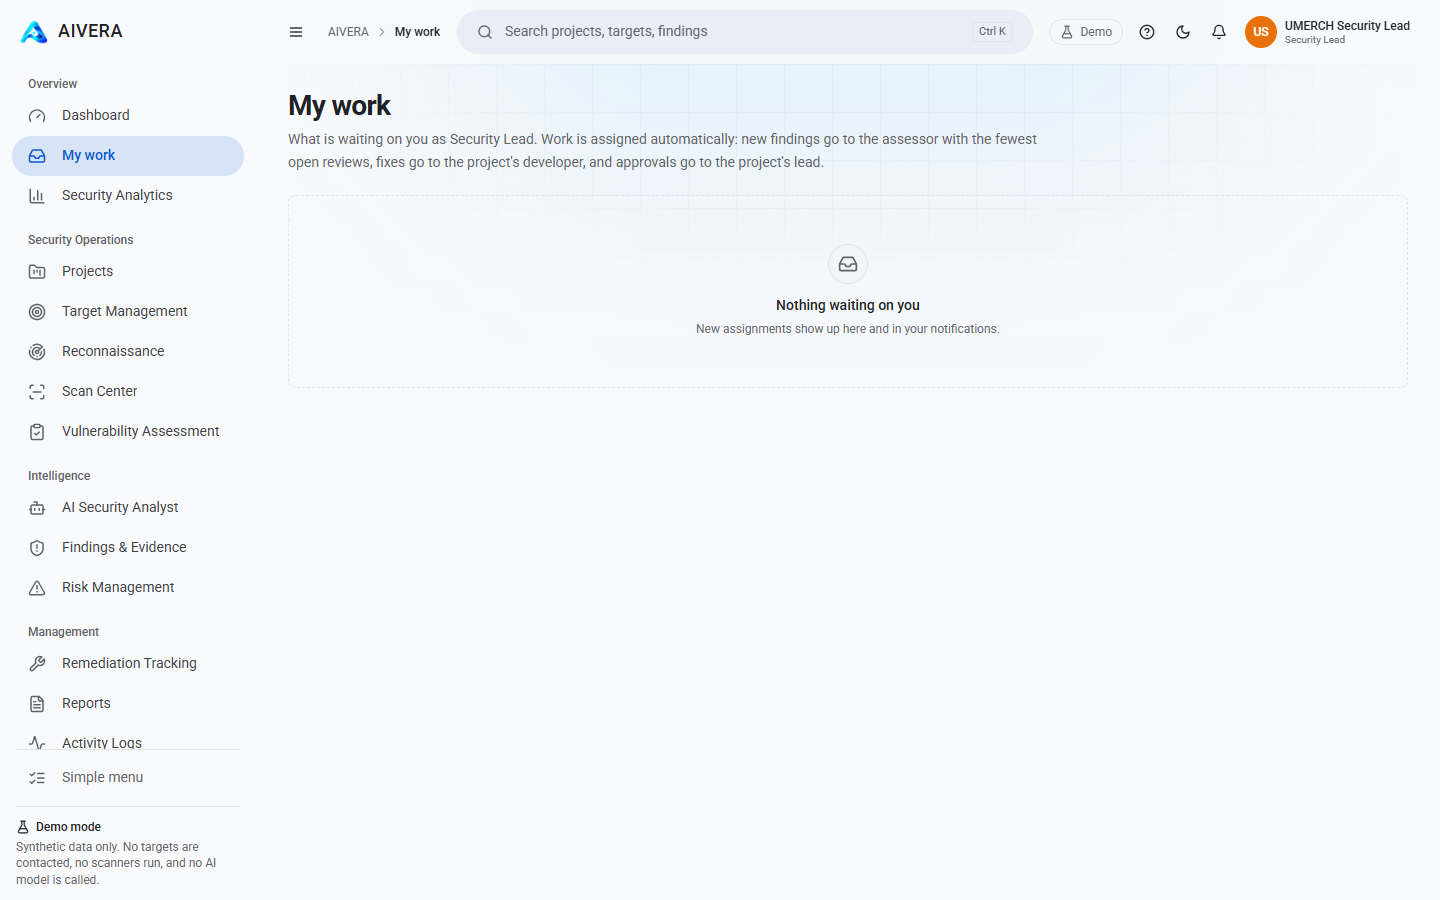 AIVERA
AIVERA > My work
Search projects, targets, findings
Ctrl K
Demo
US
UMERCH Security Lead
Security Lead
Overview
Dashboard
My work
Security Analytics
Security Operations
Projects
Target Management
Reconnaissance
Scan Center
Vulnerability Assessment
Intelligence
AI Security Analyst
Findings & Evidence
Risk Management
Management
Remediation Tracking
Reports
Activity Logs
Simple menu
Demo mode
Synthetic data only. No targets are
contacted, no scanners run, and no AI
model is called.
My work
What is waiting on you as Security Lead. Work is assigned automatically: new findings go to the assessor with the fewest
open reviews, fixes go to the project's developer, and approvals go to the project's lead.
Nothing waiting on you
New assignments show up here and in your notifications.